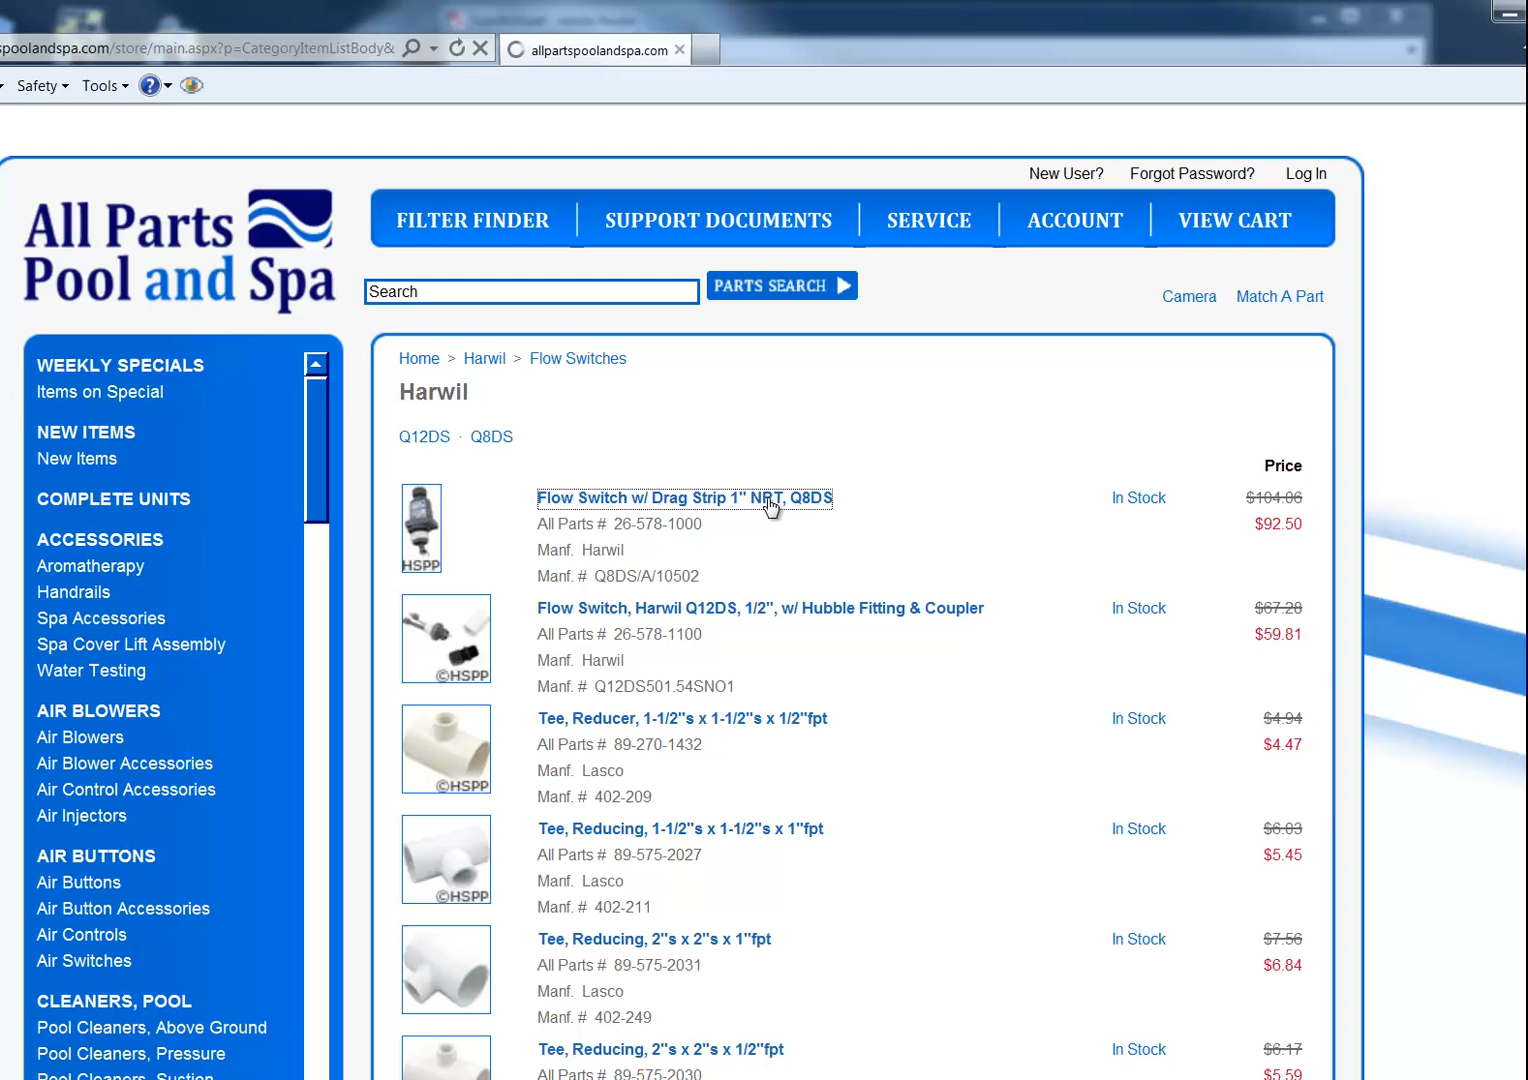 spoolandspa.com/store/main.aspx?p=CategoryItemListBody&
allpartspoolandspa.com
Safety
Tools
New User?
Forgot Password?
Log In
All Parts
Pool and Spa
FILTER FINDER
SUPPORT DOCUMENTS
SERVICE
ACCOUNT
VIEW CART
Search
PARTS SEARCH
Camera
Match A Part
WEEKLY SPECIALS
Items on Special
NEW ITEMS
New Items
COMPLETE UNITS
ACCESSORIES
Aromatherapy
Handrails
Spa Accessories
Spa Cover Lift Assembly
Water Testing
AIR BLOWERS
Air Blowers
Air Blower Accessories
Air Control Accessories
Air Injectors
AIR BUTTONS
Air Buttons
Air Button Accessories
Air Controls
Air Switches
CLEANERS, POOL
Pool Cleaners, Above Ground
Pool Cleaners, Pressure
Pool Cleaners, Suction
Home > Harwil > Flow Switches
Harwil
Q12DS · Q8DS
Price
HSPP
Flow Switch w/ Drag Strip 1" NPT, Q8DS
In Stock
$104.06
All Parts # 26-578-1000
$92.50
Manf. Harwil
Manf. # Q8DS/A/10502
©HSPP
Flow Switch, Harwil Q12DS, 1/2", w/ Hubble Fitting & Coupler
In Stock
$67.28
All Parts # 26-578-1100
$59.81
Manf. Harwil
Manf. # Q12DS501.54SNO1
©HSPP
Tee, Reducer, 1-1/2"s x 1-1/2"s x 1/2"fpt
In Stock
$4.94
All Parts # 89-270-1432
$4.47
Manf. Lasco
Manf. # 402-209
©HSPP
Tee, Reducing, 1-1/2"s x 1-1/2"s x 1"fpt
In Stock
$6.03
All Parts # 89-575-2027
$5.45
Manf. Lasco
Manf. # 402-211
Tee, Reducing, 2"s x 2"s x 1"fpt
In Stock
$7.56
All Parts # 89-575-2031
$6.84
Manf. Lasco
Manf. # 402-249
Tee, Reducing, 2"s x 2"s x 1/2"fpt
In Stock
$6.17
All Parts # 89-575-2030
$5.59